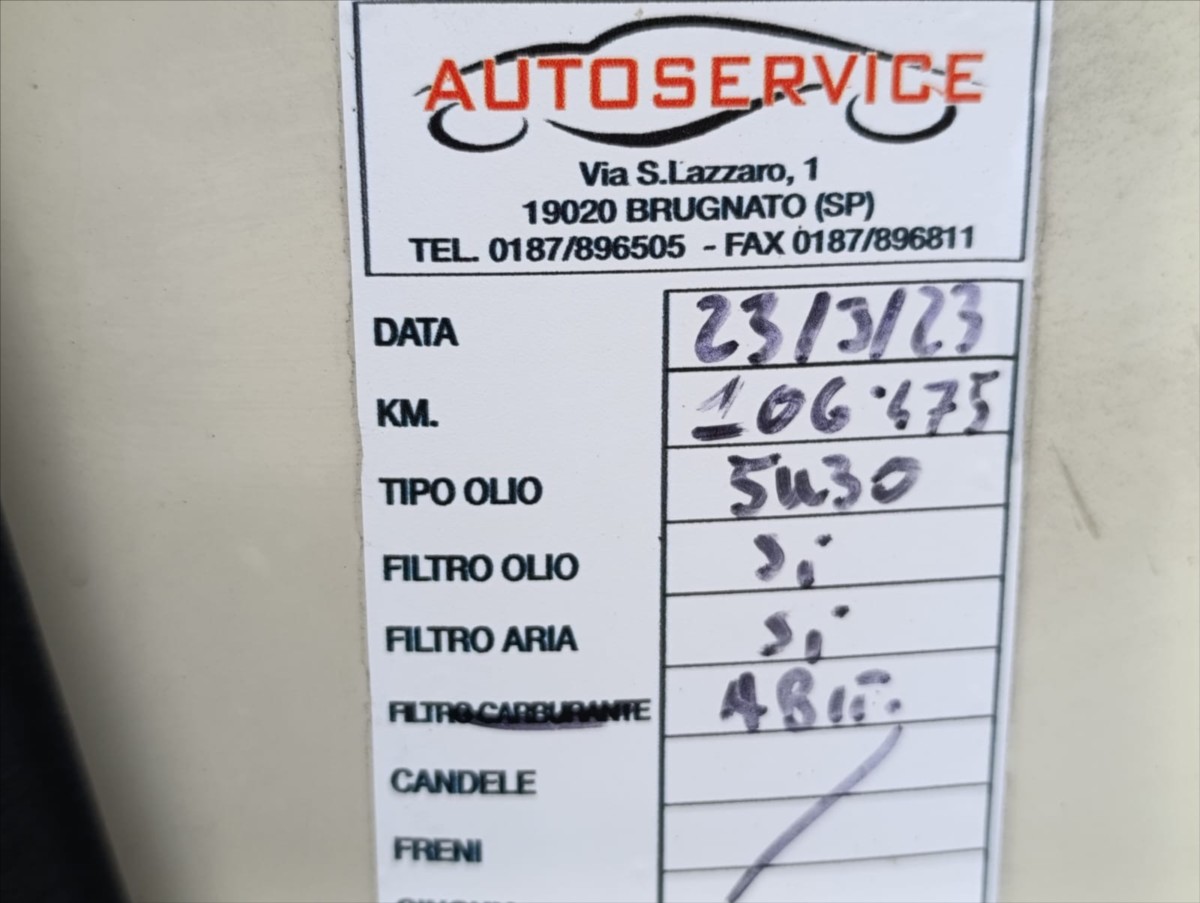 AUTOSERVICE
Via S.Lazzaro, 1
19020 BRUGNATO (SP)
TEL. 0187/896505 - FAX 0187/896811
DATA 23/3/23
KM. 106·475
TIPO OLIO 5W30
FILTRO OLIO si
FILTRO ARIA si
FILTRO CARBURANTE ABIT.
CANDELE
FRENI